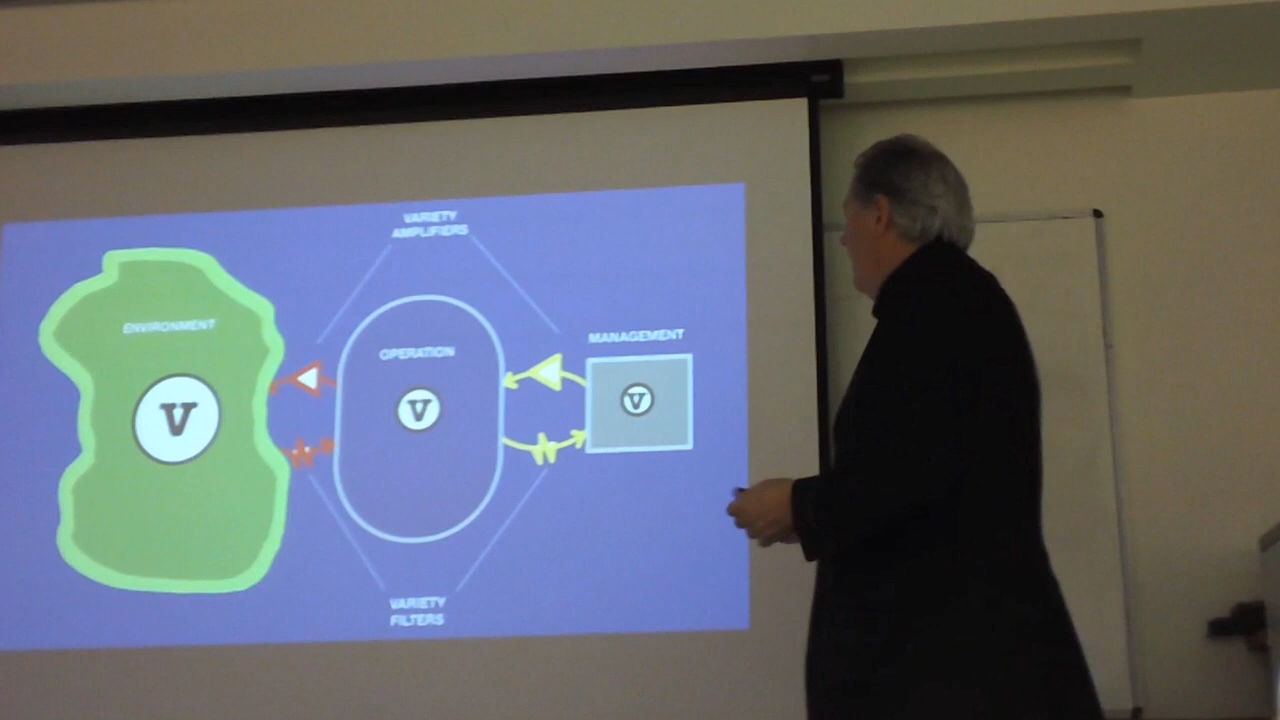 VARIETY
AMPLIFIERS
ENVIRONMENT
OPERATION
MANAGEMENT
V
V
V
VARIETY
FILTERS